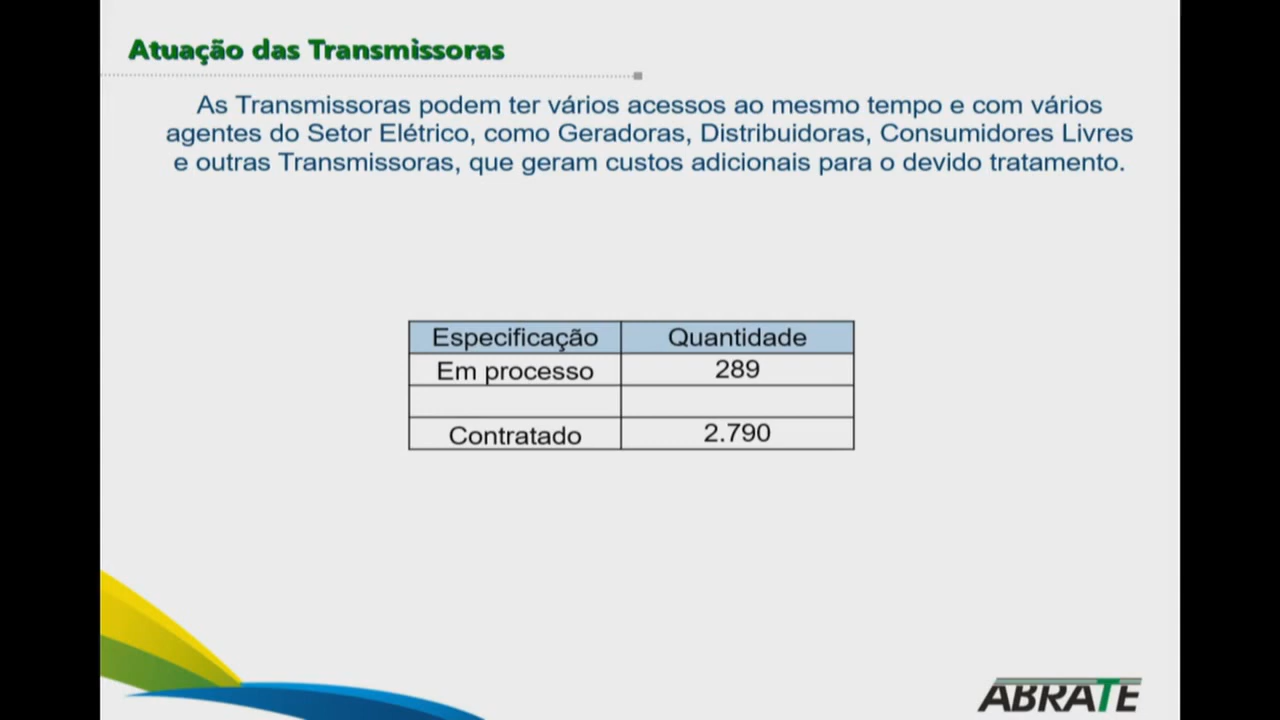 Atuação das Transmissoras
As Transmissoras podem ter vários acessos ao mesmo tempo e com vários
agentes do Setor Elétrico, como Geradoras, Distribuidoras, Consumidores Livres
e outras Transmissoras, que geram custos adicionais para o devido tratamento.
Especificação Quantidade
Em processo 289
Contratado 2.790
ABRATE